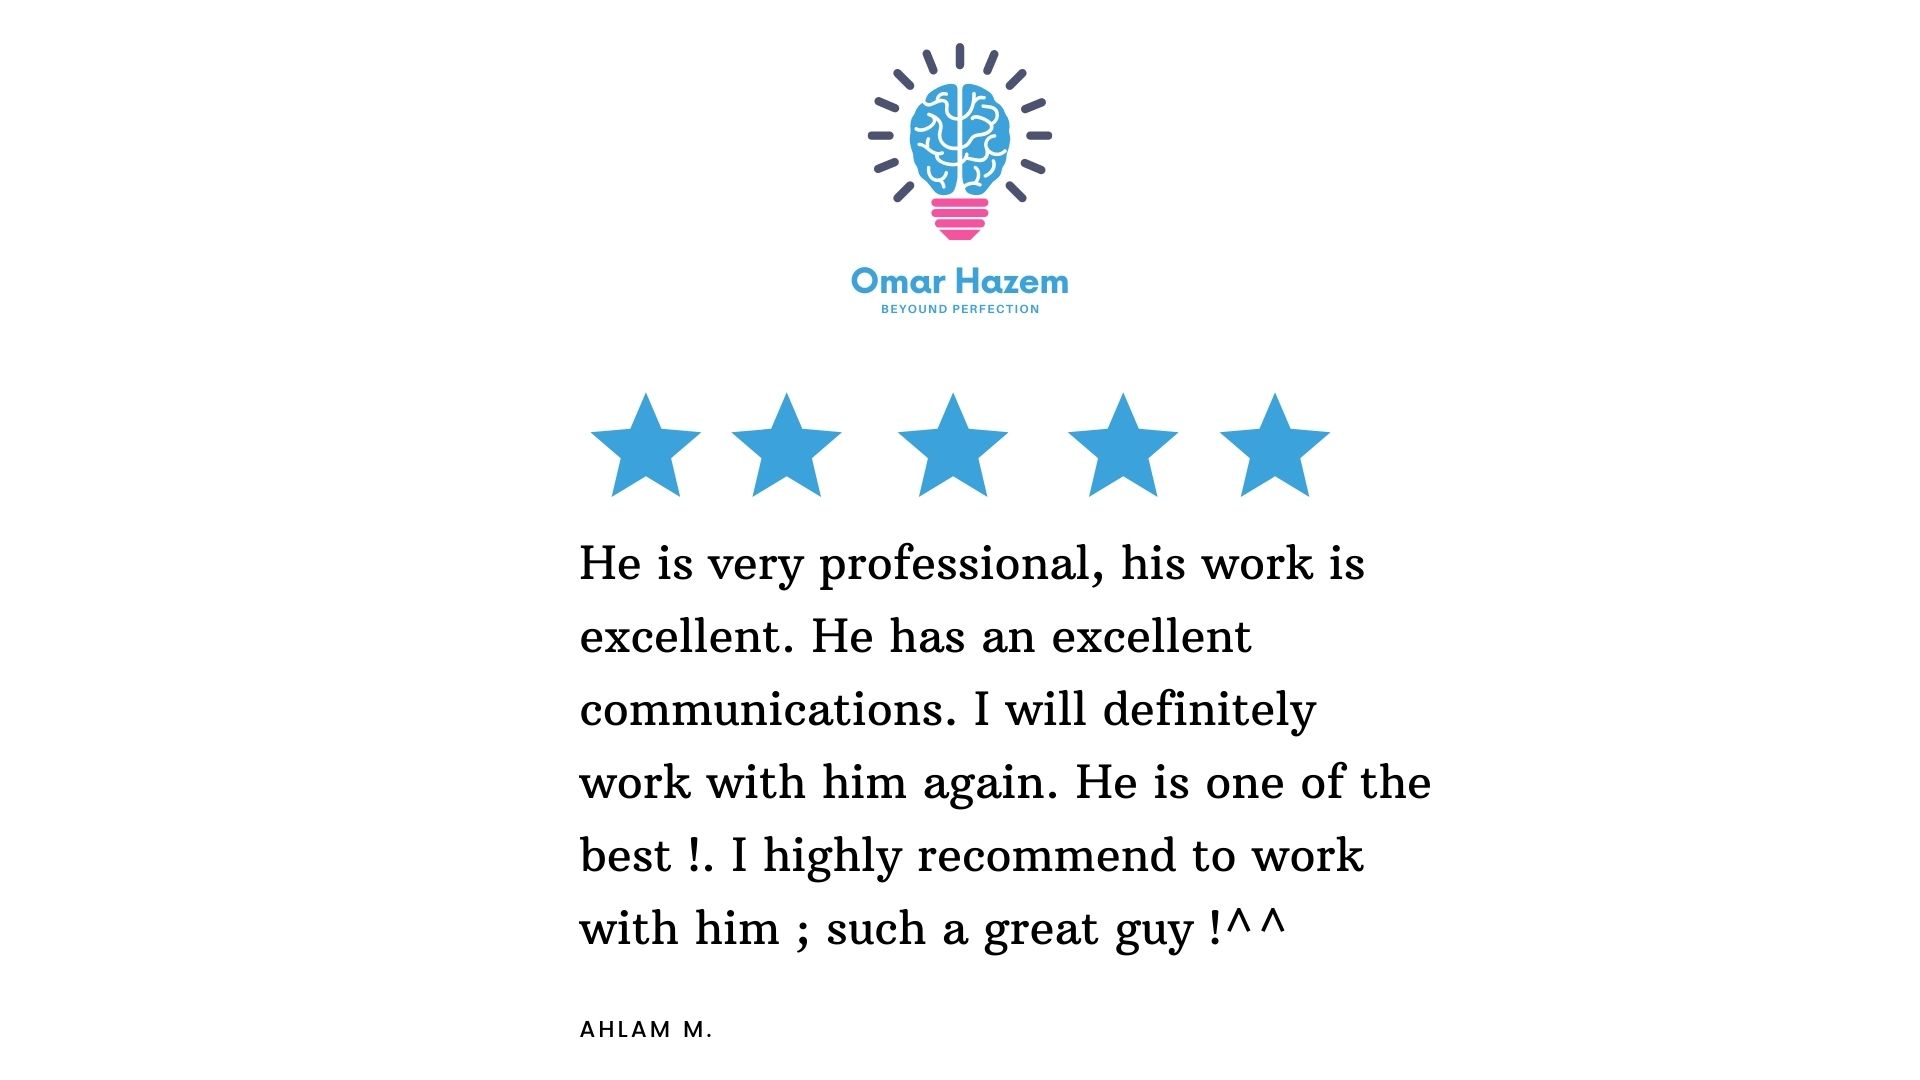 Omar Hazem
BEYOUND PERFECTION
He is very professional, his work is
excellent. He has an excellent
communications. I will definitely
work with him again. He is one of the
best !. I highly recommend to work
with him ; such a great guy !^^
AHLAM M.